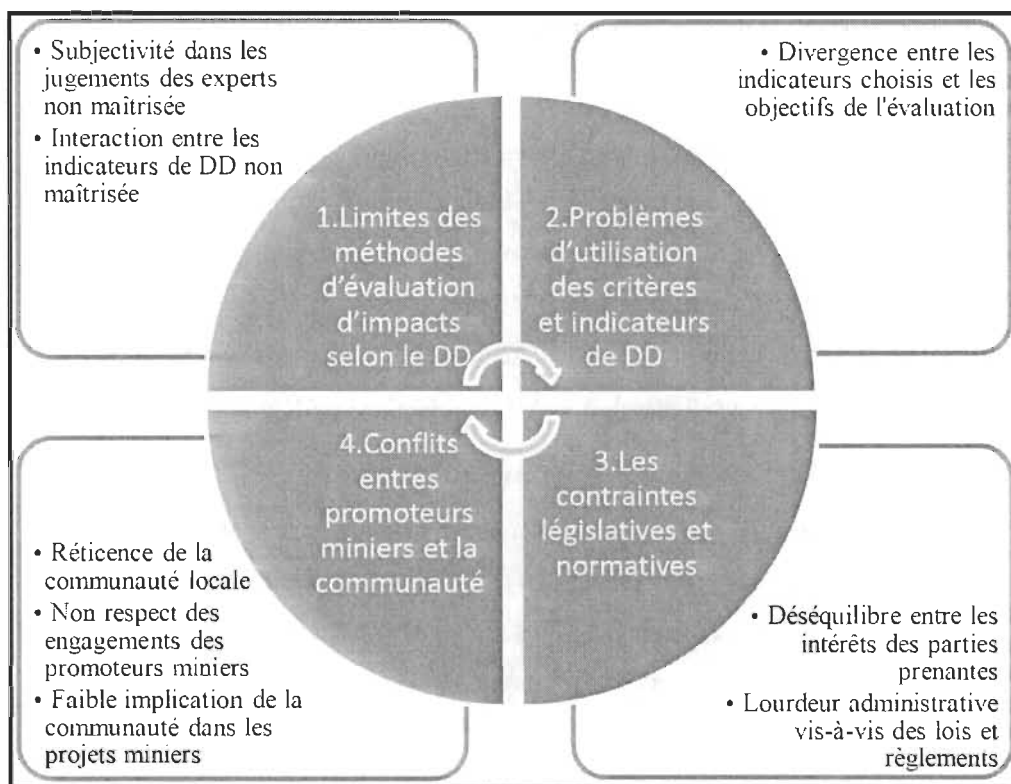 • Subjectivité dans les
jugements des experts
non maîtrisée
• Interaction entre les
indicateurs de DD non
maîtrisée
• Divergence entre les
indicateurs choisis et les
objectifs de l'évaluation
1.Limites des
méthodes
d'évaluation
d'impacts
selon le DD
2.Problèmes
d'utilisation
des critères
et indicateurs
de DD
4.Conflits
entres
promoteurs
miniers et la
communauté
3.Les
contraintes
législatives et
normatives
• Réticence de la
communauté locale
• Non respect des
engagements des
promoteurs miniers
• Faible implication de la
communauté dans les
projets miniers
• Déséquilibre entre les
intérêts des parties
prenantes
• Lourdeur administrative
vis-à-vis des lois et
règlements